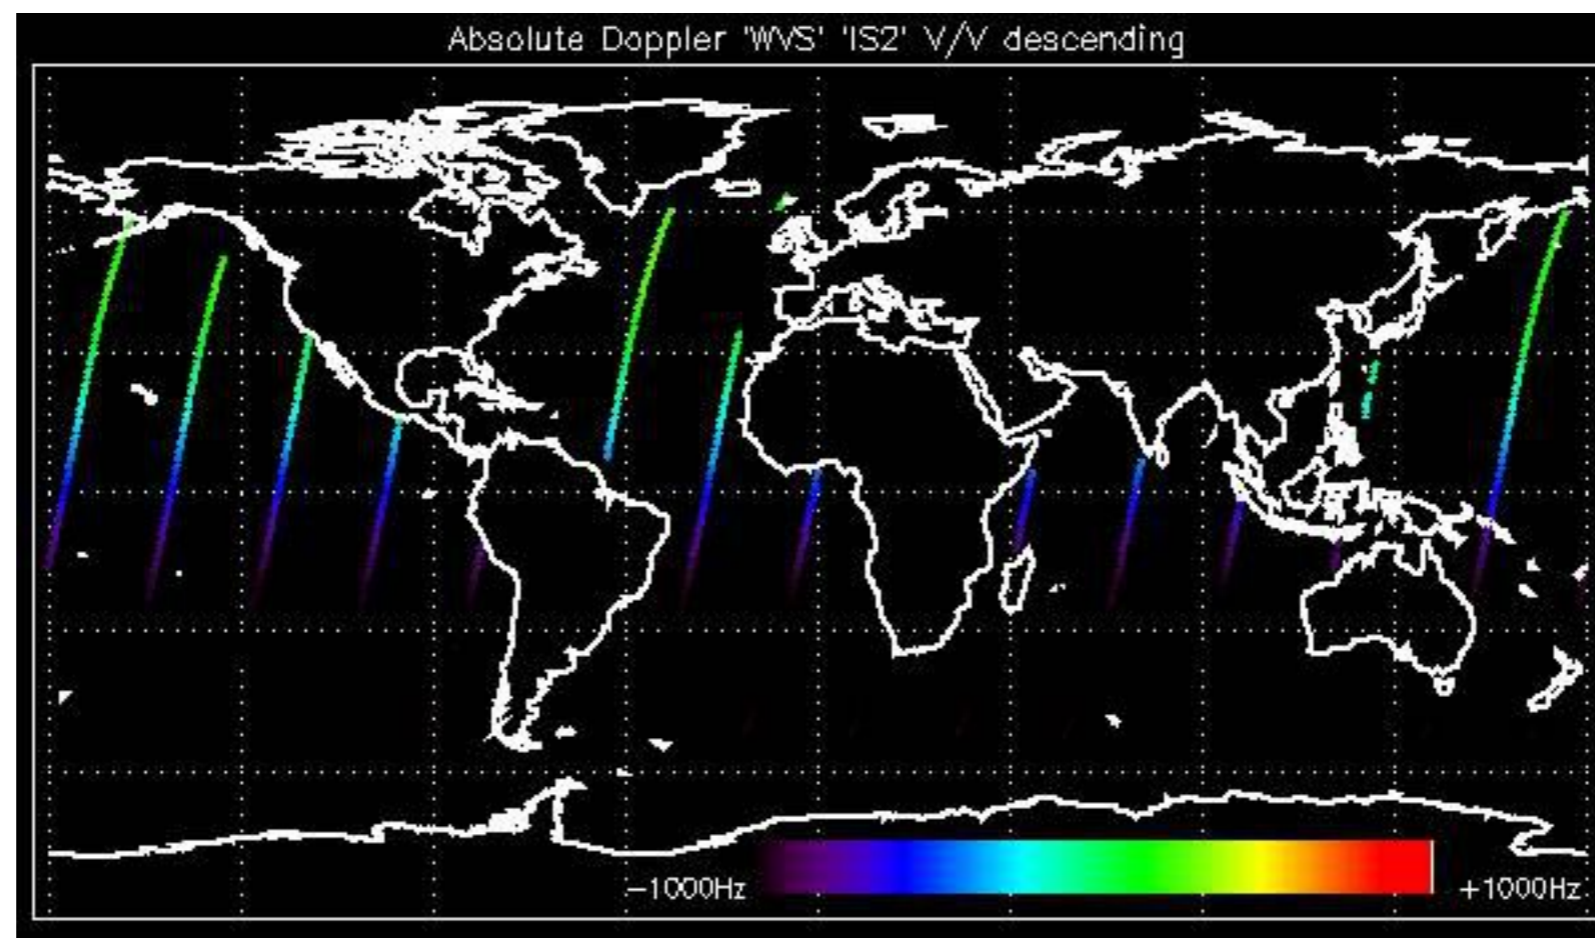 Absolute Doppler 'WVS' 'IS2' V/V descending
−1000Hz
+1000Hz